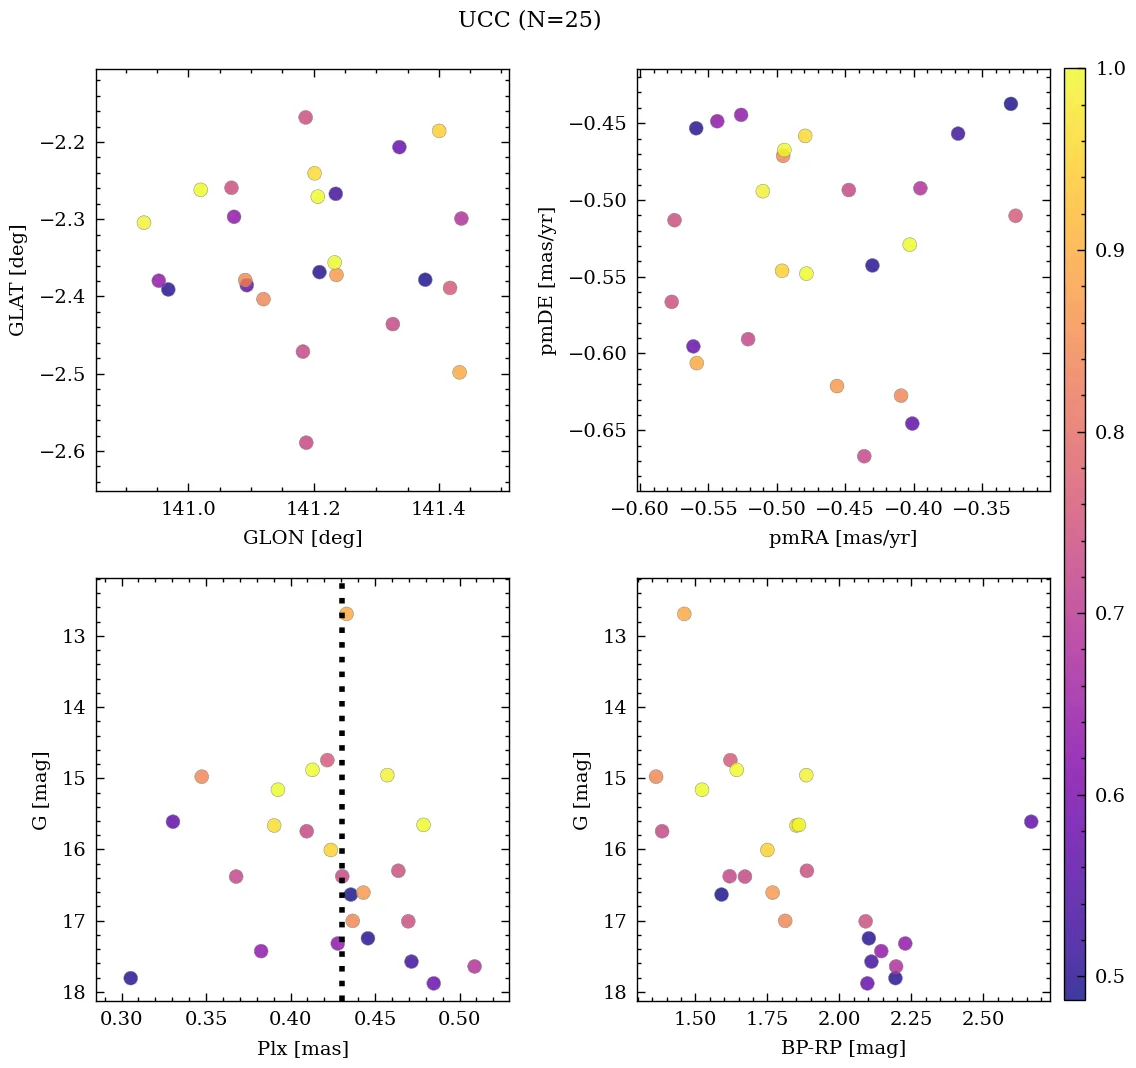 UCC (N=25)
−2.2
−2.3
−2.4
−2.5
−2.6
GLAT [deg]
141.0 141.2 141.4
GLON [deg]
−0.45
−0.50
−0.55
−0.60
−0.65
pmDE [mas/yr]
−0.60 −0.55 −0.50 −0.45 −0.40 −0.35
pmRA [mas/yr]
13
14
15
16
17
18
G [mag]
0.30 0.35 0.40 0.45 0.50
Plx [mas]
13
14
15
16
17
18
G [mag]
1.50 1.75 2.00 2.25 2.50
BP-RP [mag]
1.0
0.9
0.8
0.7
0.6
0.5